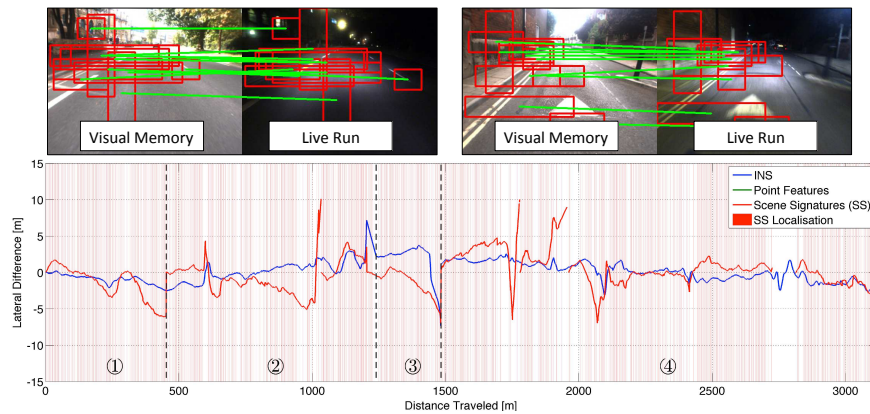 Visual Memory
Live Run
Visual Memory
Live Run
15
10
5
0
-5
-10
-15
Lateral Difference [m]
INS
Point Features
Scene Signatures (SS)
SS Localisation
①
②
③
④
0
500
1000
1500
2000
2500
3000
Distance Traveled [m]